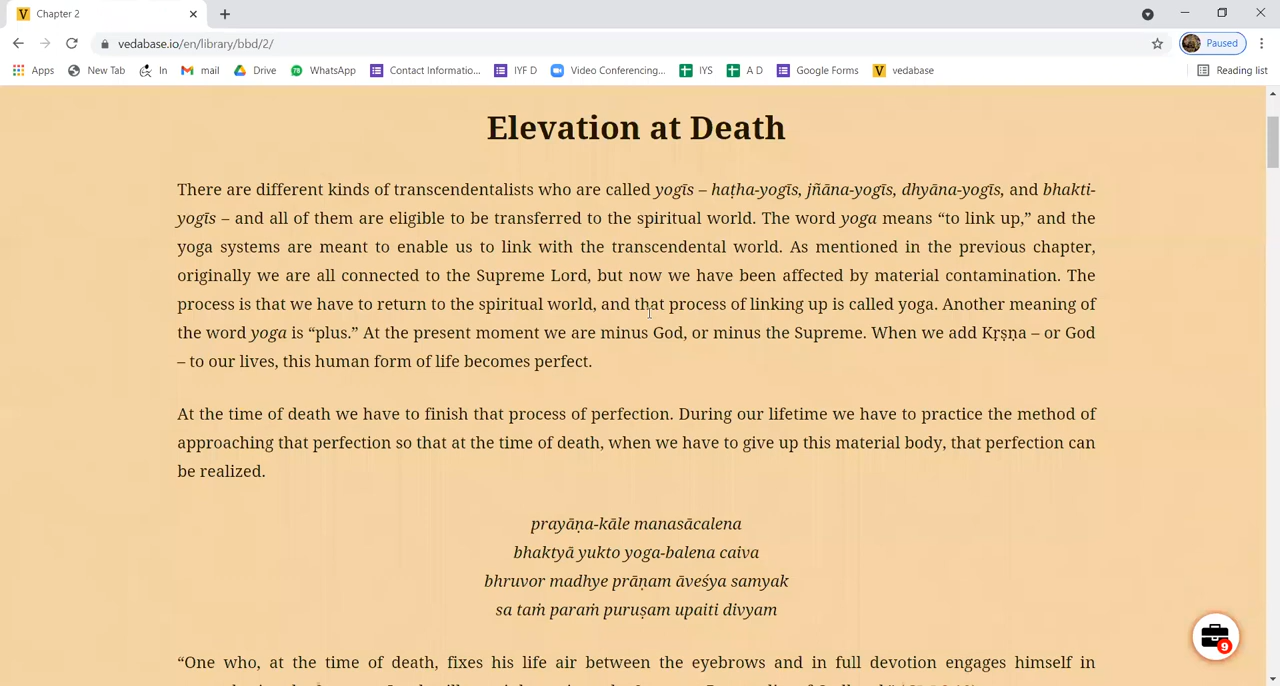 Chapter 2
vedabase.io/en/library/bbd/2/
Paused
Apps New Tab In mail Drive WhatsApp Contact Informatio... IYF D Video Conferencing... IYS A D Google Forms vedabase Reading list
Elevation at Death
There are different kinds of transcendentalists who are called yogīs – haṭha-yogīs, jñāna-yogīs, dhyāna-yogīs, and bhakti-
yogīs – and all of them are eligible to be transferred to the spiritual world. The word yoga means “to link up,” and the
yoga systems are meant to enable us to link with the transcendental world. As mentioned in the previous chapter,
originally we are all connected to the Supreme Lord, but now we have been affected by material contamination. The
process is that we have to return to the spiritual world, and that process of linking up is called yoga. Another meaning of
the word yoga is “plus.” At the present moment we are minus God, or minus the Supreme. When we add Kṛṣṇa – or God
– to our lives, this human form of life becomes perfect.
At the time of death we have to finish that process of perfection. During our lifetime we have to practice the method of
approaching that perfection so that at the time of death, when we have to give up this material body, that perfection can
be realized.
prayāṇa-kāle manasācalena
bhaktyā yukto yoga-balena caiva
bhruvor madhye prāṇam āveśya samyak
sa taṁ paraṁ puruṣam upaiti divyam
“One who, at the time of death, fixes his life air between the eyebrows and in full devotion engages himself in
9